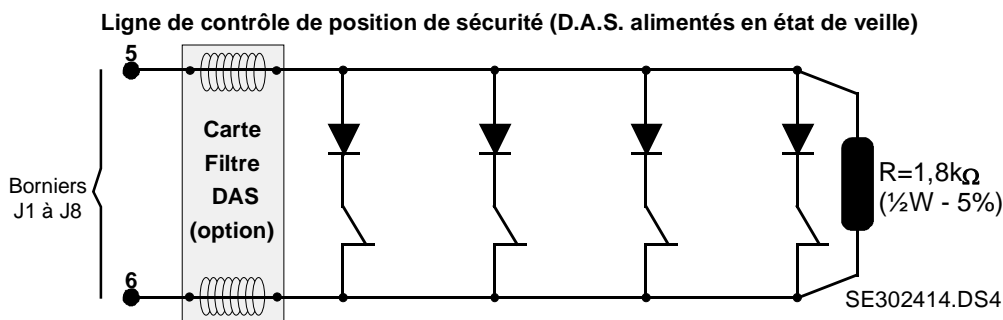 Ligne de contrôle de position de sécurité (D.A.S. alimentés en état de veille)
5
Carte
Filtre
DAS
(option)
Borniers
J1 à J8
R=1,8kΩ
(½W - 5%)
6
SE302414.DS4